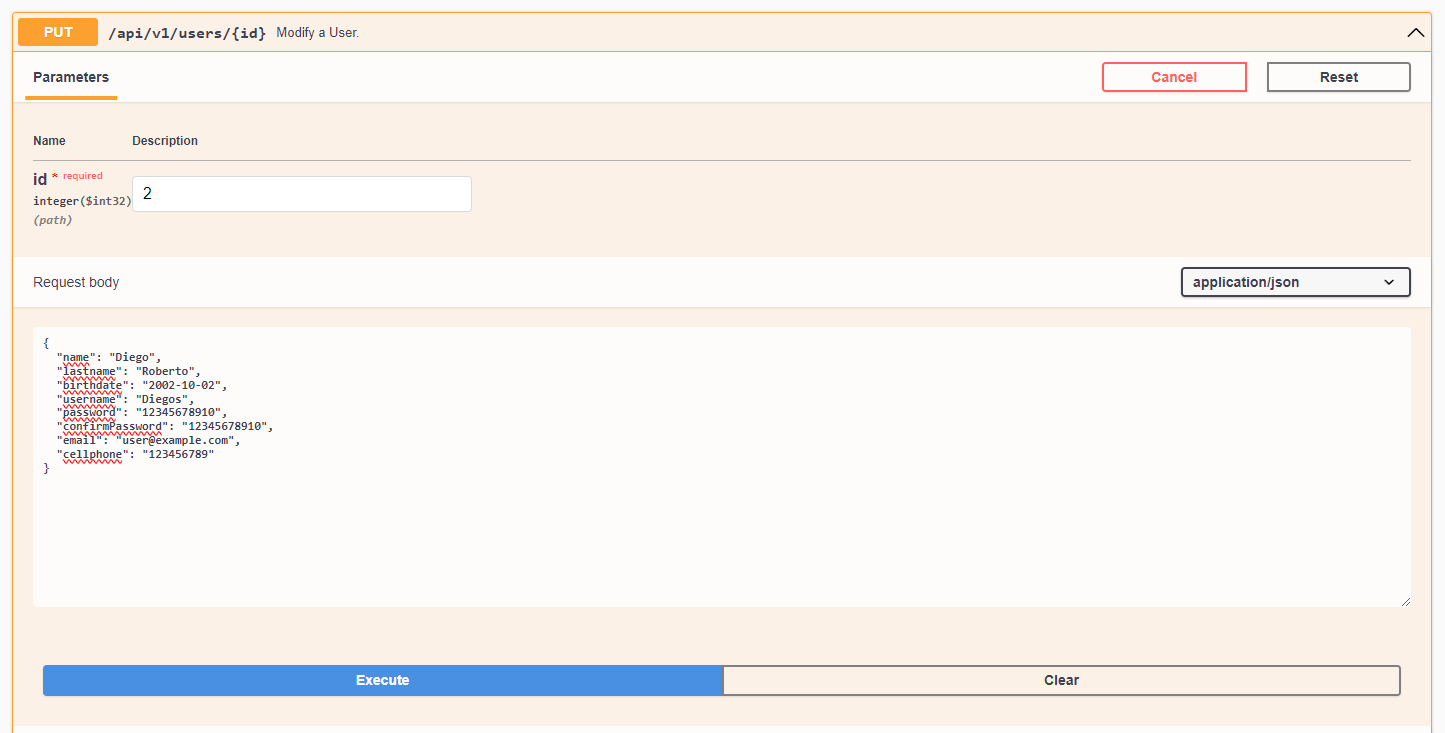 PUT /api/v1/users/{id} Modify a User.
Parameters Cancel Reset
Name Description
id * required
integer($int32) 2
(path)
Request body application/json
{
  "name": "Diego",
  "lastname": "Roberto",
  "birthdate": "2002-10-02",
  "username": "Diegos",
  "password": "12345678910",
  "confirmPassword": "12345678910",
  "email": "user@example.com",
  "cellphone": "123456789"
}
Execute Clear